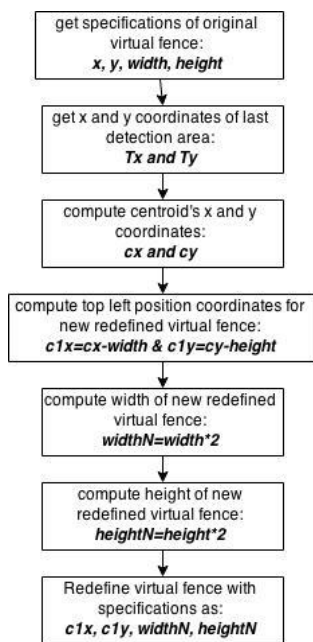 get specifications of original
virtual fence:
x, y, width, height
get x and y coordinates of last
detection area:
Tx and Ty
compute centroid's x and y
coordinates:
cx and cy
compute top left position coordinates for
new redefined virtual fence:
c1x=cx-width & c1y=cy-height
compute width of new redefined
virtual fence:
widthN=width*2
compute height of new
redefined virtual fence:
heightN=height*2
Redefine virtual fence with
specifications as:
c1x, c1y, widthN, heightN